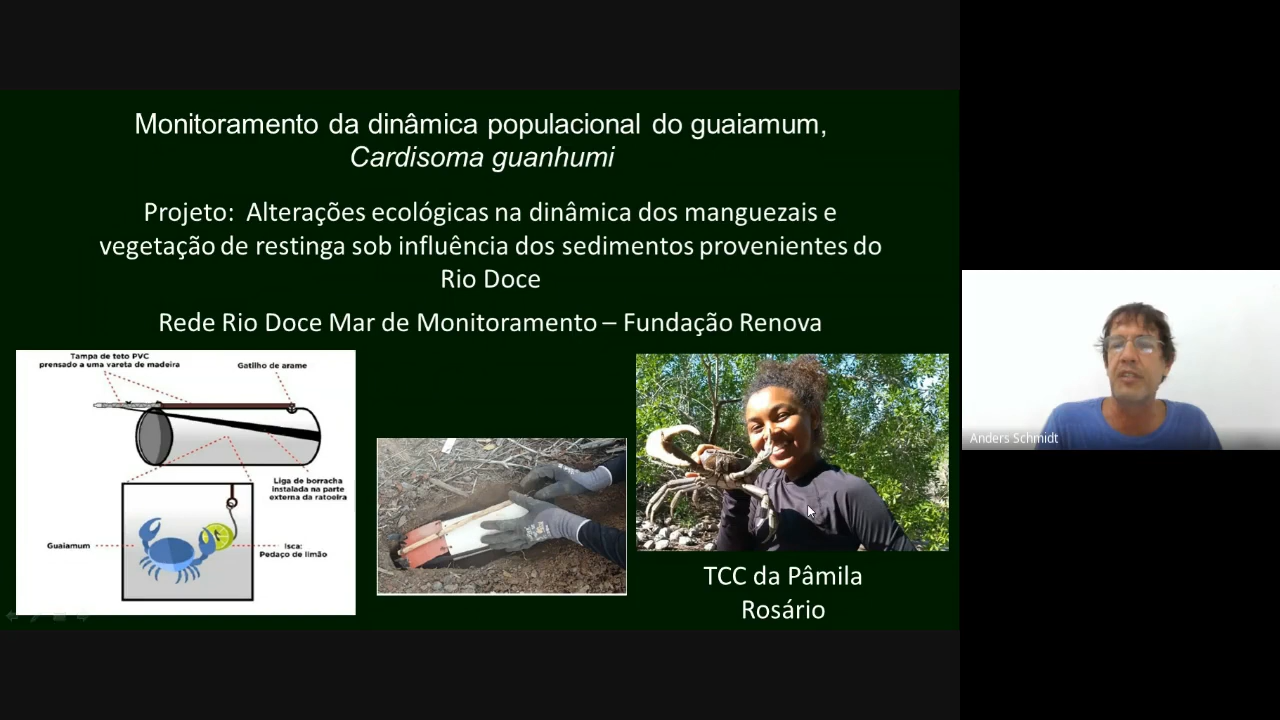 Monitoramento da dinâmica populacional do guaiamum,
Cardisoma guanhumi
Projeto: Alterações ecológicas na dinâmica dos manguezais e
vegetação de restinga sob influência dos sedimentos provenientes do
Rio Doce
Rede Rio Doce Mar de Monitoramento – Fundação Renova
Tampa de teto PVC
prensado a uma vareta de madeira
Gatilho de arame
Liga de borracha
instalada na parte
externa da ratoeira
Guaiamum
Isca:
Pedaço de limão
TCC da Pâmila
Rosário
Anders Schmidt